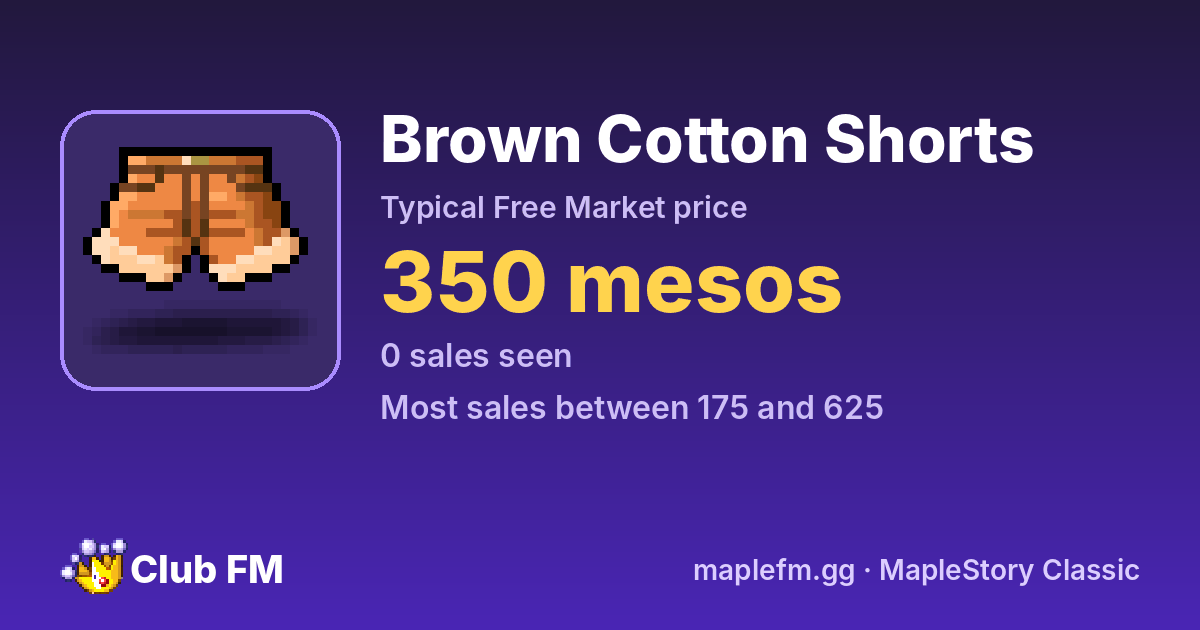 Brown Cotton Shorts
Typical Free Market price
350 mesos
0 sales seen
Most sales between 175 and 625
Club FM
maplefm.gg · MapleStory Classic